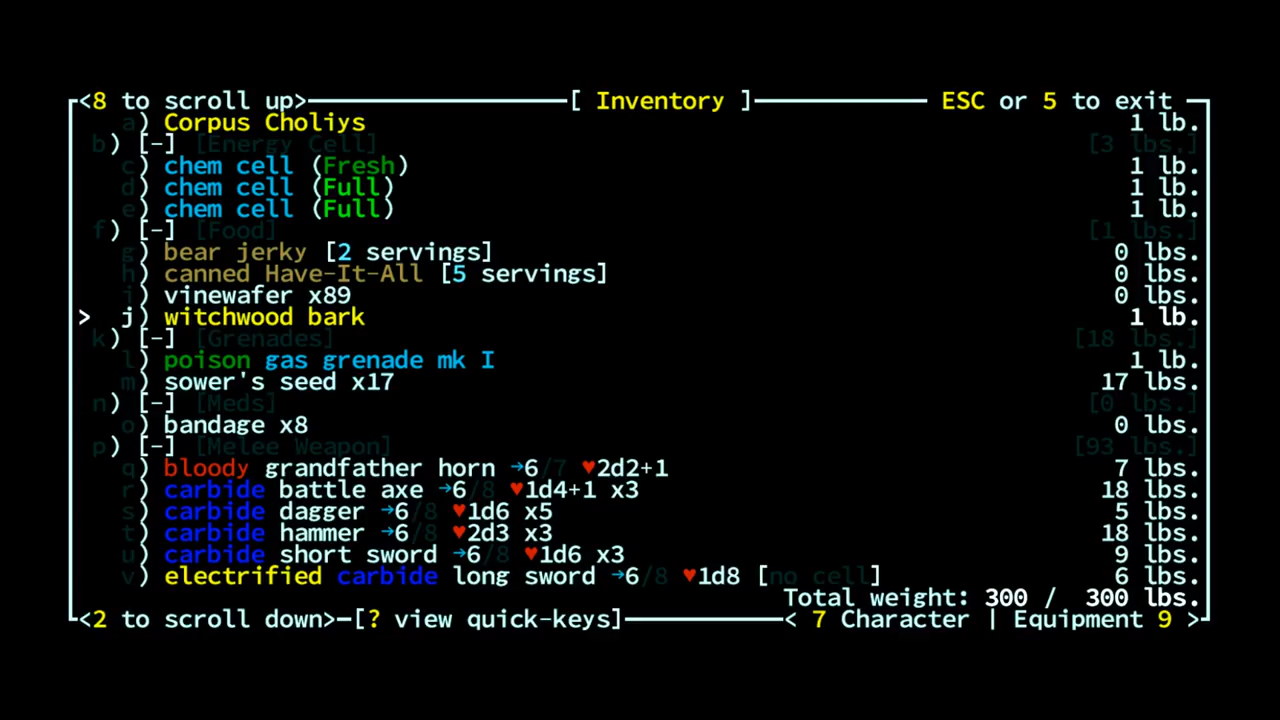 <8 to scroll up> [ Inventory ] ESC or 5 to exit
a) Corpus Choliys 1 lb.
b) [-] [Energy Cell] [3 lbs.]
c) chem cell (Fresh) 1 lb.
d) chem cell (Full) 1 lb.
e) chem cell (Full) 1 lb.
f) [-] [Food] [1 lbs.]
g) bear jerky [2 servings] 0 lbs.
h) canned Have-It-All [5 servings] 0 lbs.
i) vinewafer x89 0 lbs.
> j) witchwood bark 1 lb.
k) [-] [Grenades] [18 lbs.]
l) poison gas grenade mk I 1 lb.
m) sower's seed x17 17 lbs.
n) [-] [Meds] [0 lbs.]
o) bandage x8 0 lbs.
p) [-] [Melee Weapon] [93 lbs.]
q) bloody grandfather horn →6/7 ♥2d2+1 7 lbs.
r) carbide battle axe →6/8 ♥1d4+1 x3 18 lbs.
s) carbide dagger →6/8 ♥1d6 x5 5 lbs.
t) carbide hammer →6/8 ♥2d3 x3 18 lbs.
u) carbide short sword →6/8 ♥1d6 x3 9 lbs.
v) electrified carbide long sword →6/8 ♥1d8 [no cell] 6 lbs.
Total weight: 300 / 300 lbs.
<2 to scroll down> [? view quick-keys] < 7 Character | Equipment 9 >